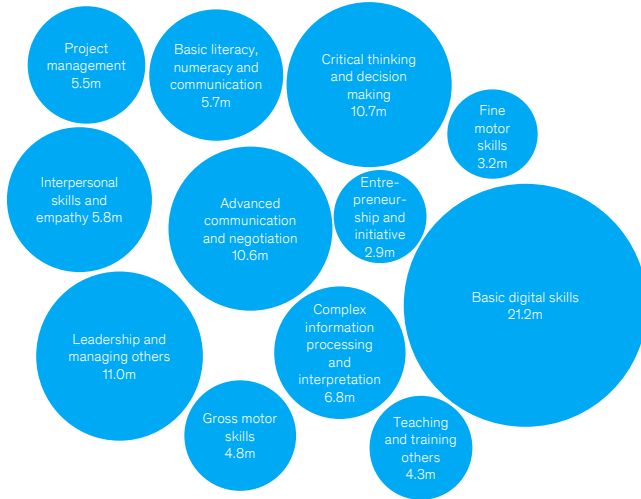 Project
management
5.5m
Basic literacy,
numeracy and
communication
5.7m
Critical thinking
and decision
making
10.7m
Fine
motor
skills
3.2m
Interpersonal
skills and
empathy 5.8m
Advanced
communication
and negotiation
10.6m
Entre-
preneur-
ship and
initiative
2.9m
Basic digital skills
21.2m
Leadership and
managing others
11.0m
Complex
information
processing
and
interpretation
6.8m
Gross motor
skills
4.8m
Teaching
and training
others
4.3m